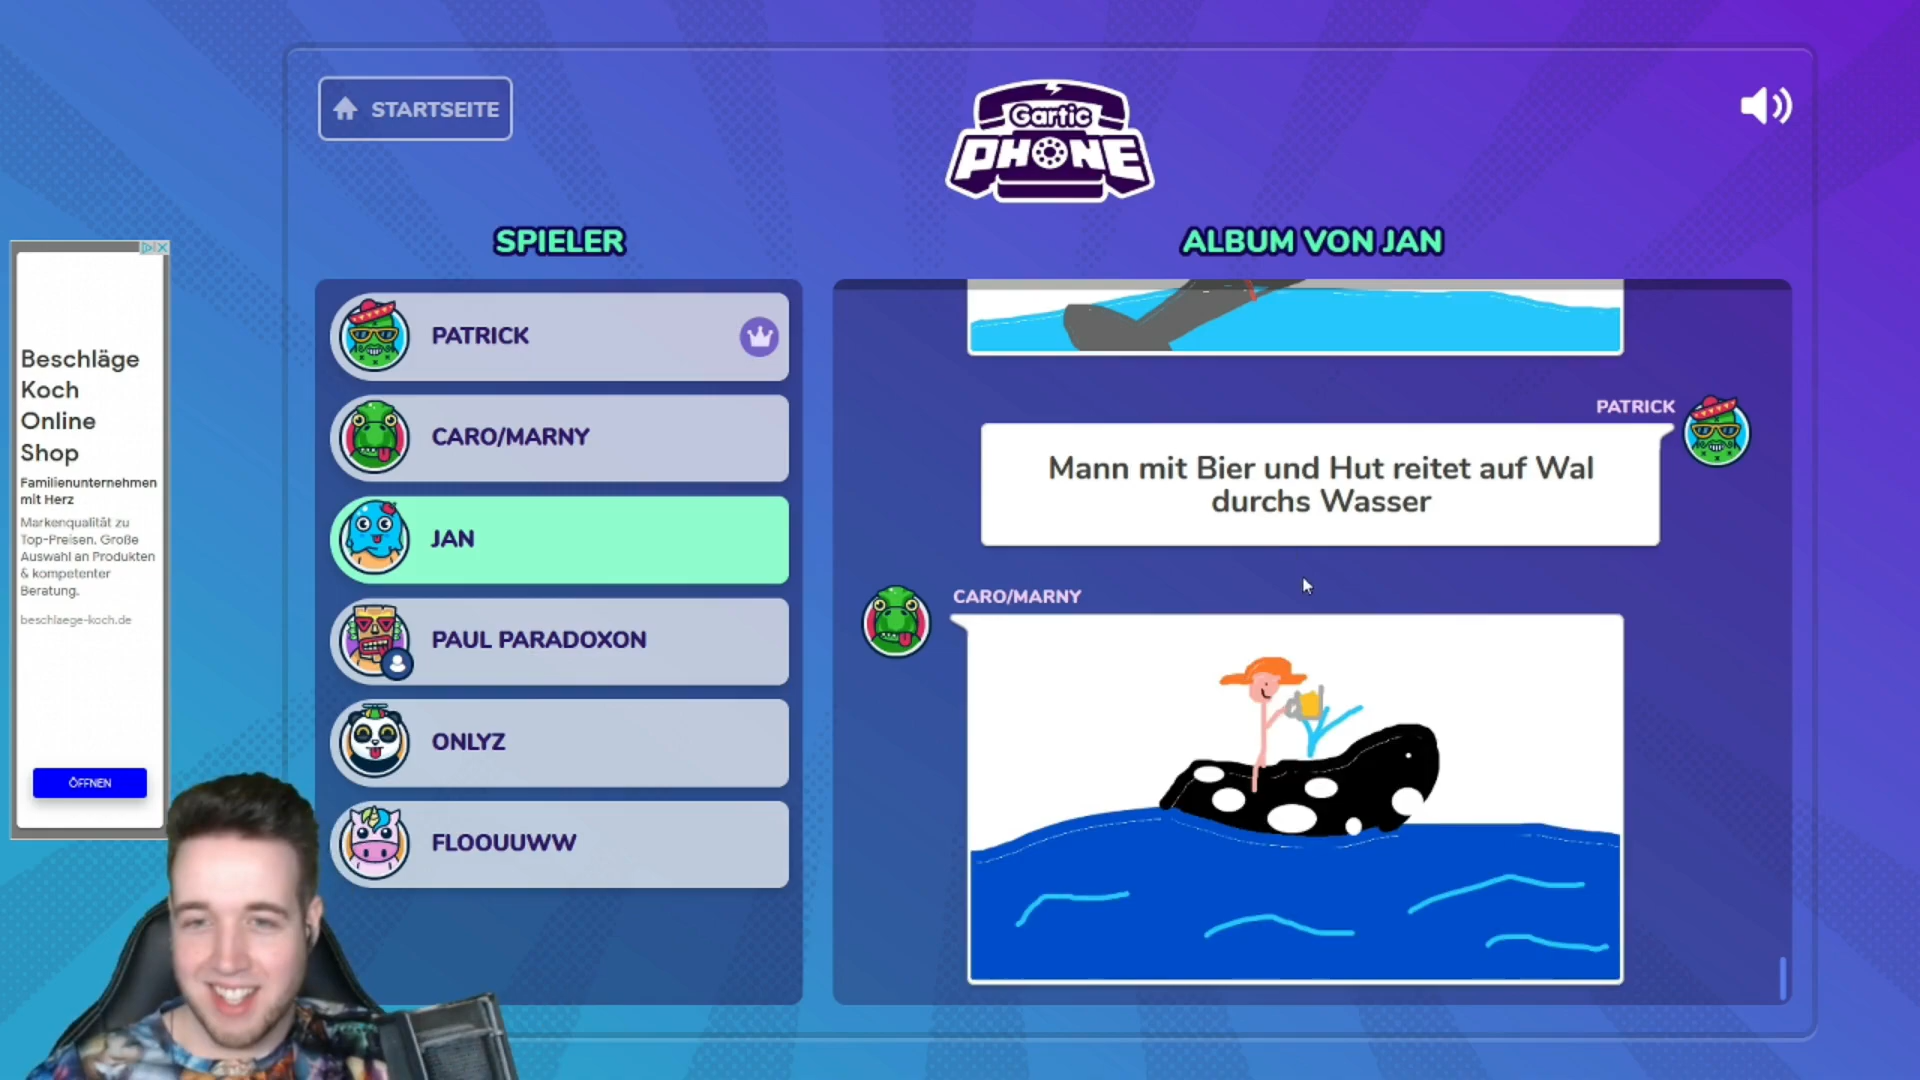 STARTSEITE
Gartic
PHONE
SPIELER
ALBUM VON JAN
PATRICK
CARO/MARNY
JAN
PAUL PARADOXON
ONLYZ
FLOOUUWW
PATRICK
Mann mit Bier und Hut reitet auf Wal
durchs Wasser
CARO/MARNY
Beschläge
Koch
Online
Shop
Familienunternehmen
mit Herz
Markenqualität zu
Top-Preisen. Große
Auswahl an Produkten
& kompetenter
Beratung.
beschlaege-koch.de
ÖFFNEN